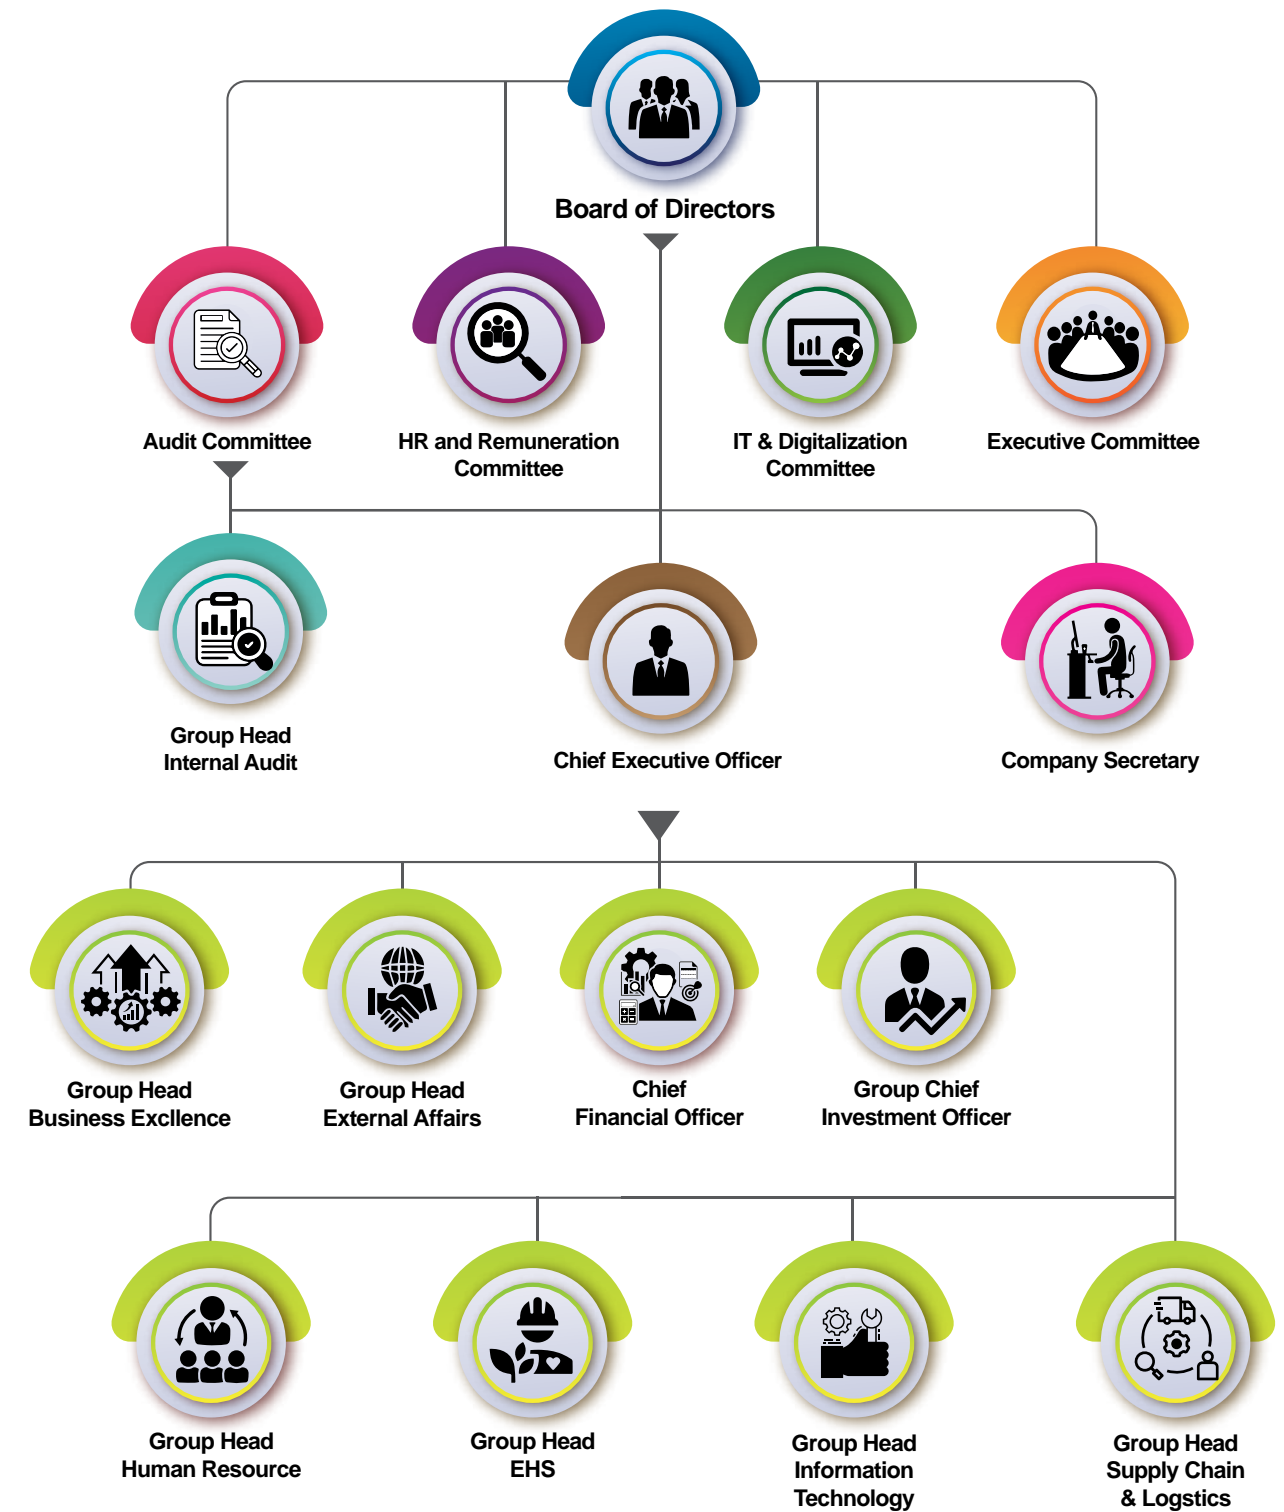 Board of Directors
Audit Committee
HR and Remuneration
Committee
IT & Digitalization
Committee
Executive Committee
Group Head
Internal Audit
Chief Executive Officer
Company Secretary
Group Head
Business Excllence
Group Head
External Affairs
Chief
Financial Officer
Group Chief
Investment Officer
Group Head
Human Resource
Group Head
EHS
Group Head
Information
Technology
Group Head
Supply Chain
& Logstics